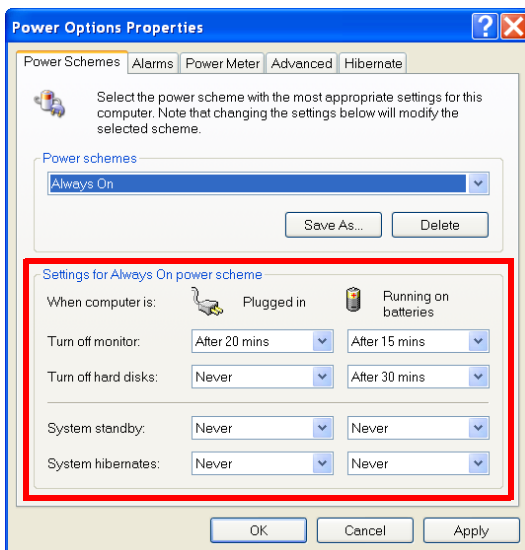 Power Options Properties
Power Schemes Alarms Power Meter Advanced Hibernate
Select the power scheme with the most appropriate settings for this
computer. Note that changing the settings below will modify the
selected scheme.
Power schemes
Always On
Save As... Delete
Settings for Always On power scheme
When computer is: Plugged in Running on
batteries
Turn off monitor: After 20 mins After 15 mins
Turn off hard disks: Never After 30 mins
System standby: Never Never
System hibernates: Never Never
OK Cancel Apply